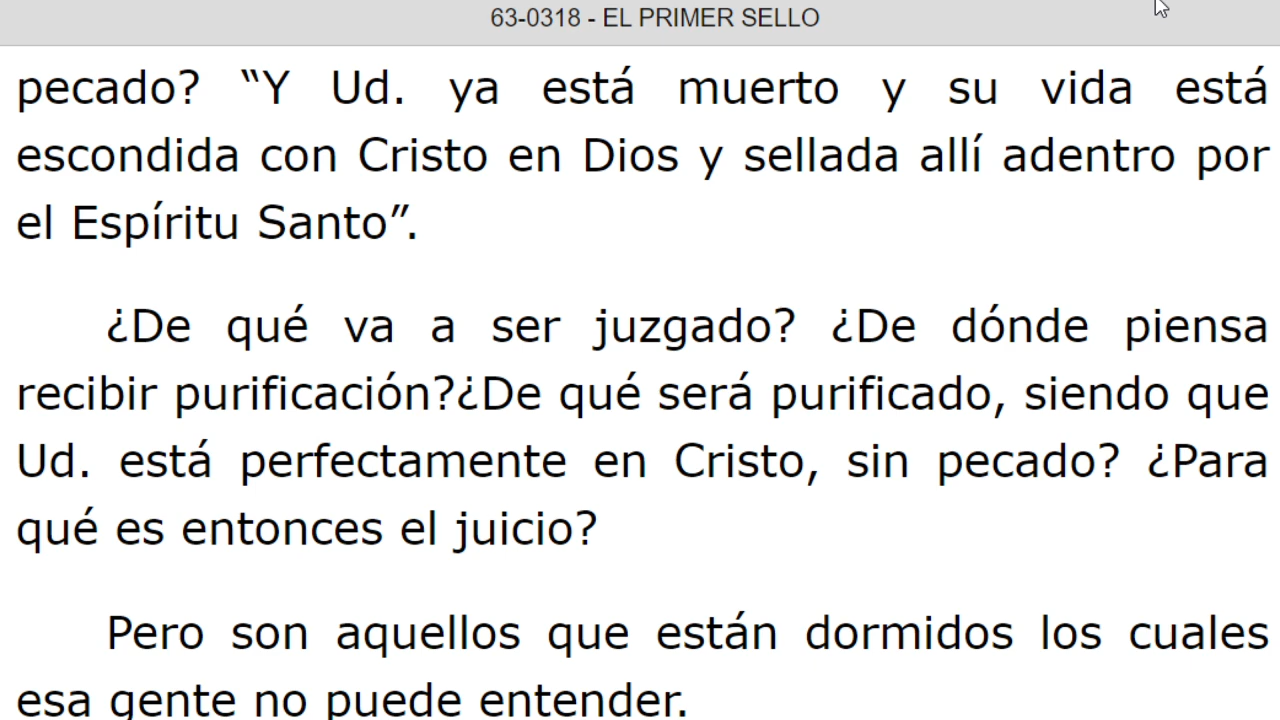 63-0318 - EL PRIMER SELLO
pecado? “Y Ud. ya está muerto y su vida está
escondida con Cristo en Dios y sellada allí adentro por
el Espíritu Santo”.
¿De qué va a ser juzgado? ¿De dónde piensa
recibir purificación?¿De qué será purificado, siendo que
Ud. está perfectamente en Cristo, sin pecado? ¿Para
qué es entonces el juicio?
Pero son aquellos que están dormidos los cuales
esa gente no puede entender.